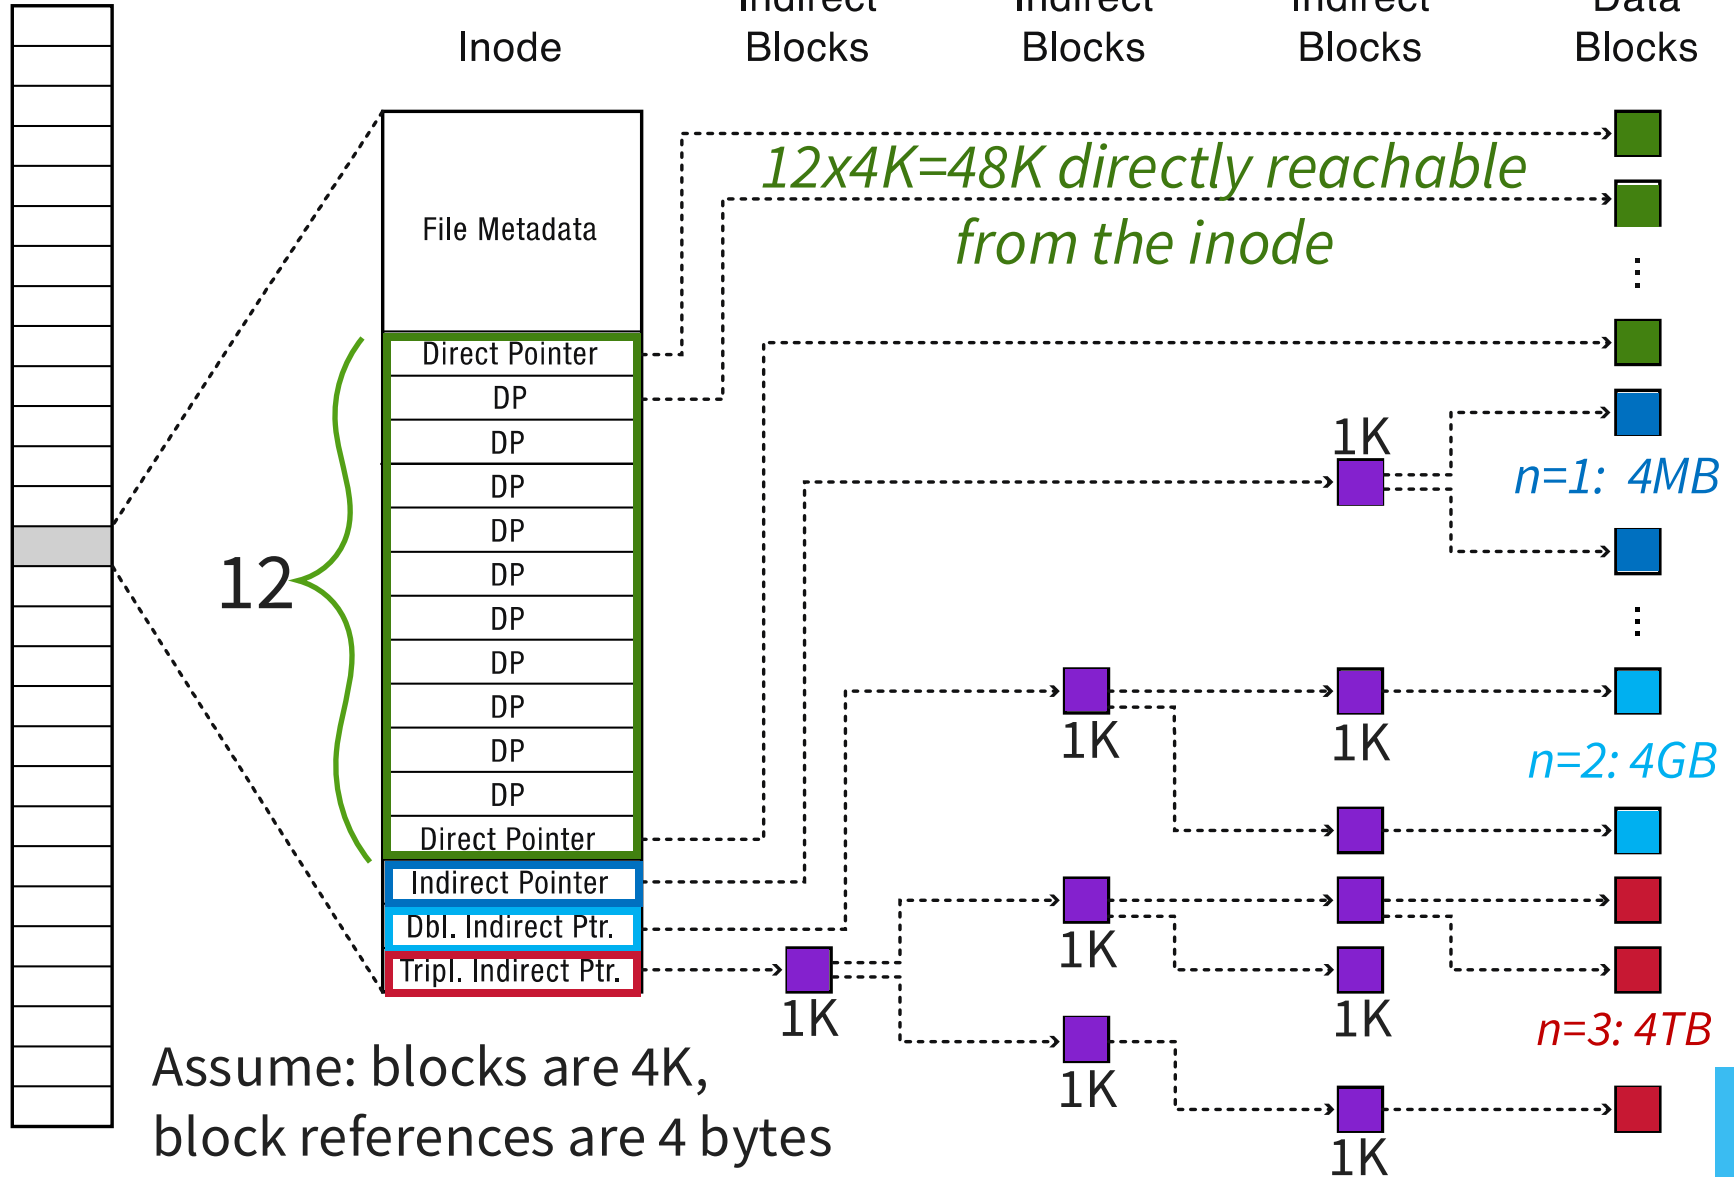 Indirect
Indirect
Indirect
Data
Inode
Blocks
Blocks
Blocks
Blocks
12x4K=48K directly reachable
from the inode
File Metadata
Direct Pointer
DP
DP
DP
DP
DP
DP
DP
DP
DP
DP
Direct Pointer
Indirect Pointer
Dbl. Indirect Ptr.
Tripl. Indirect Ptr.
12
1K
n=1: 4MB
1K
1K
n=2: 4GB
1K
1K
1K
n=3: 4TB
1K
1K
Assume: blocks are 4K,
block references are 4 bytes